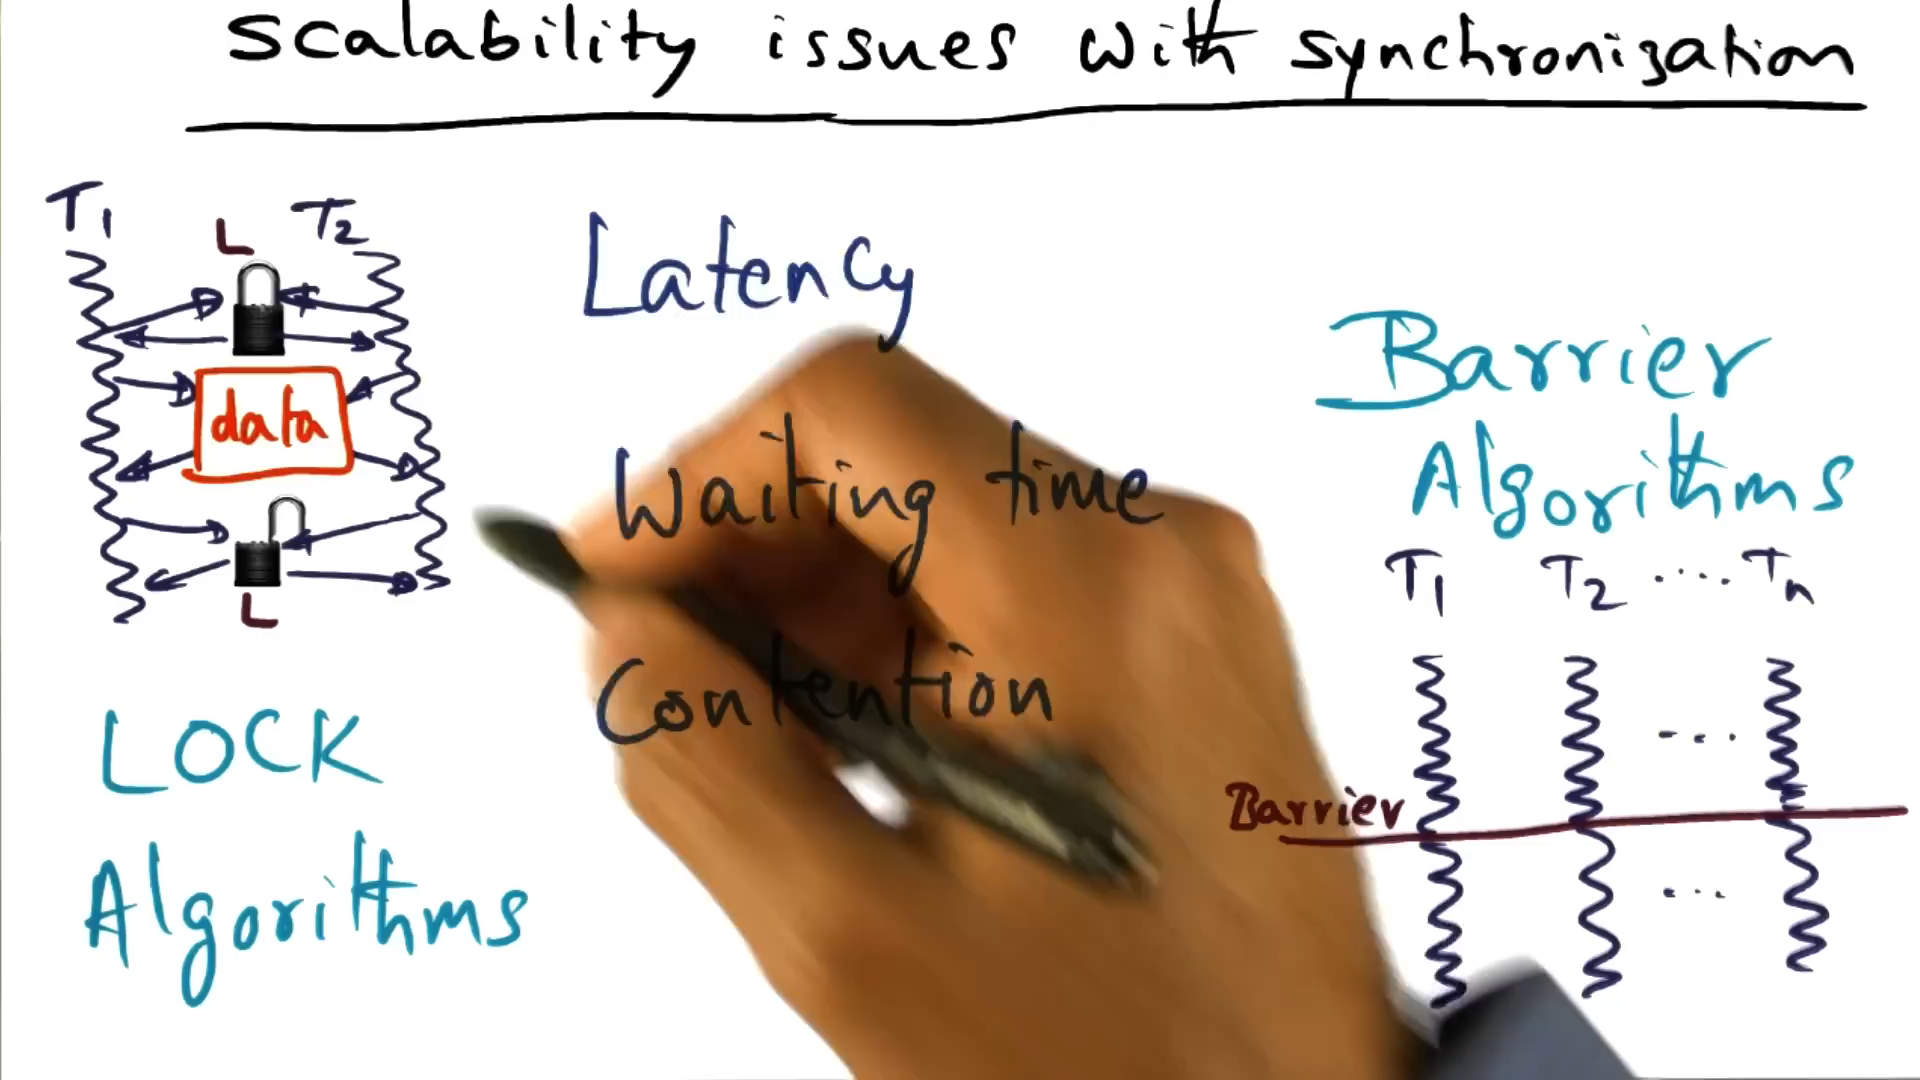 Scalability issues with synchronization
T1
L
T2
data
L
LOCK
Algorithms
Latency
Waiting time
Contention
Barrier
Algorithms
T1 T2 .... Tn
...
Barrier
...